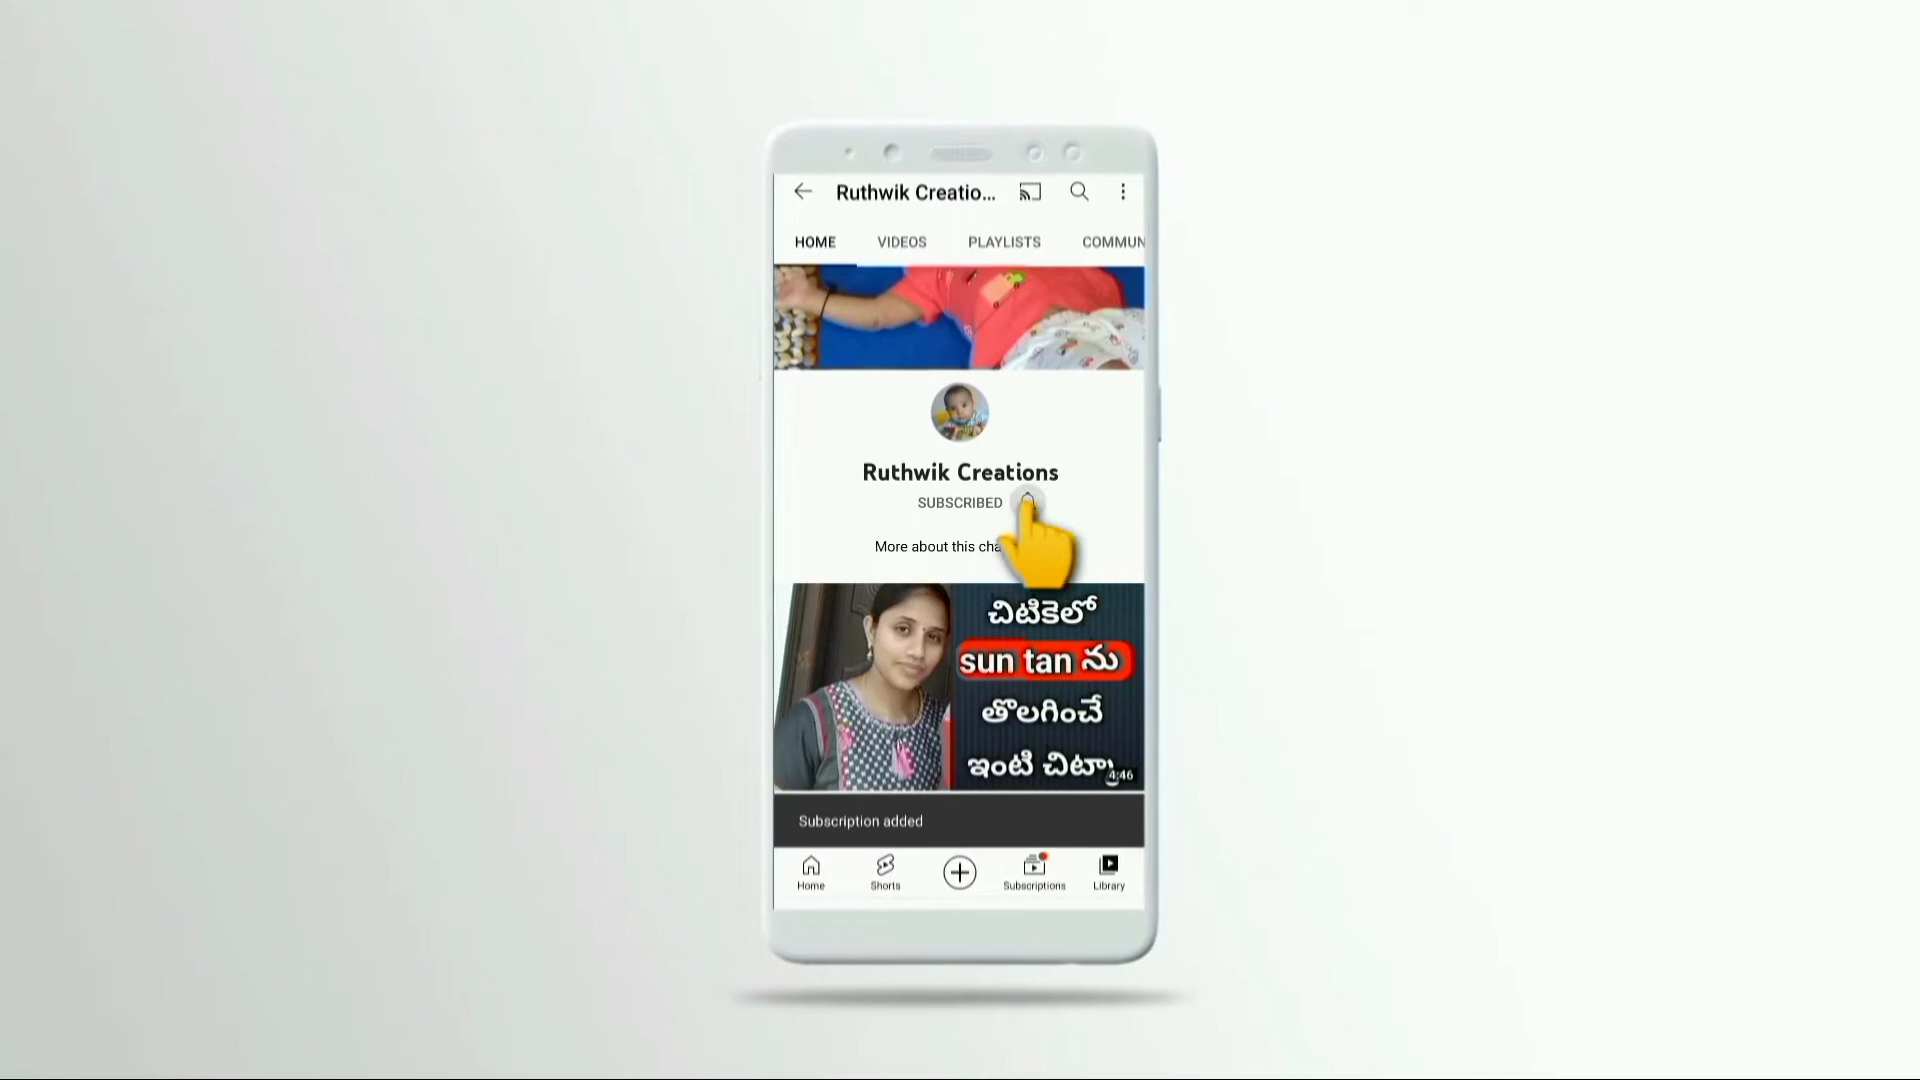 Ruthwik Creatio...
HOME VIDEOS PLAYLISTS COMMUN
Ruthwik Creations
SUBSCRIBED
More about this cha
చిటికెలో
sun tan ను
తొలగించే
ఇంటి చిట్కా
4:46
Subscription added
Home Shorts Subscriptions Library